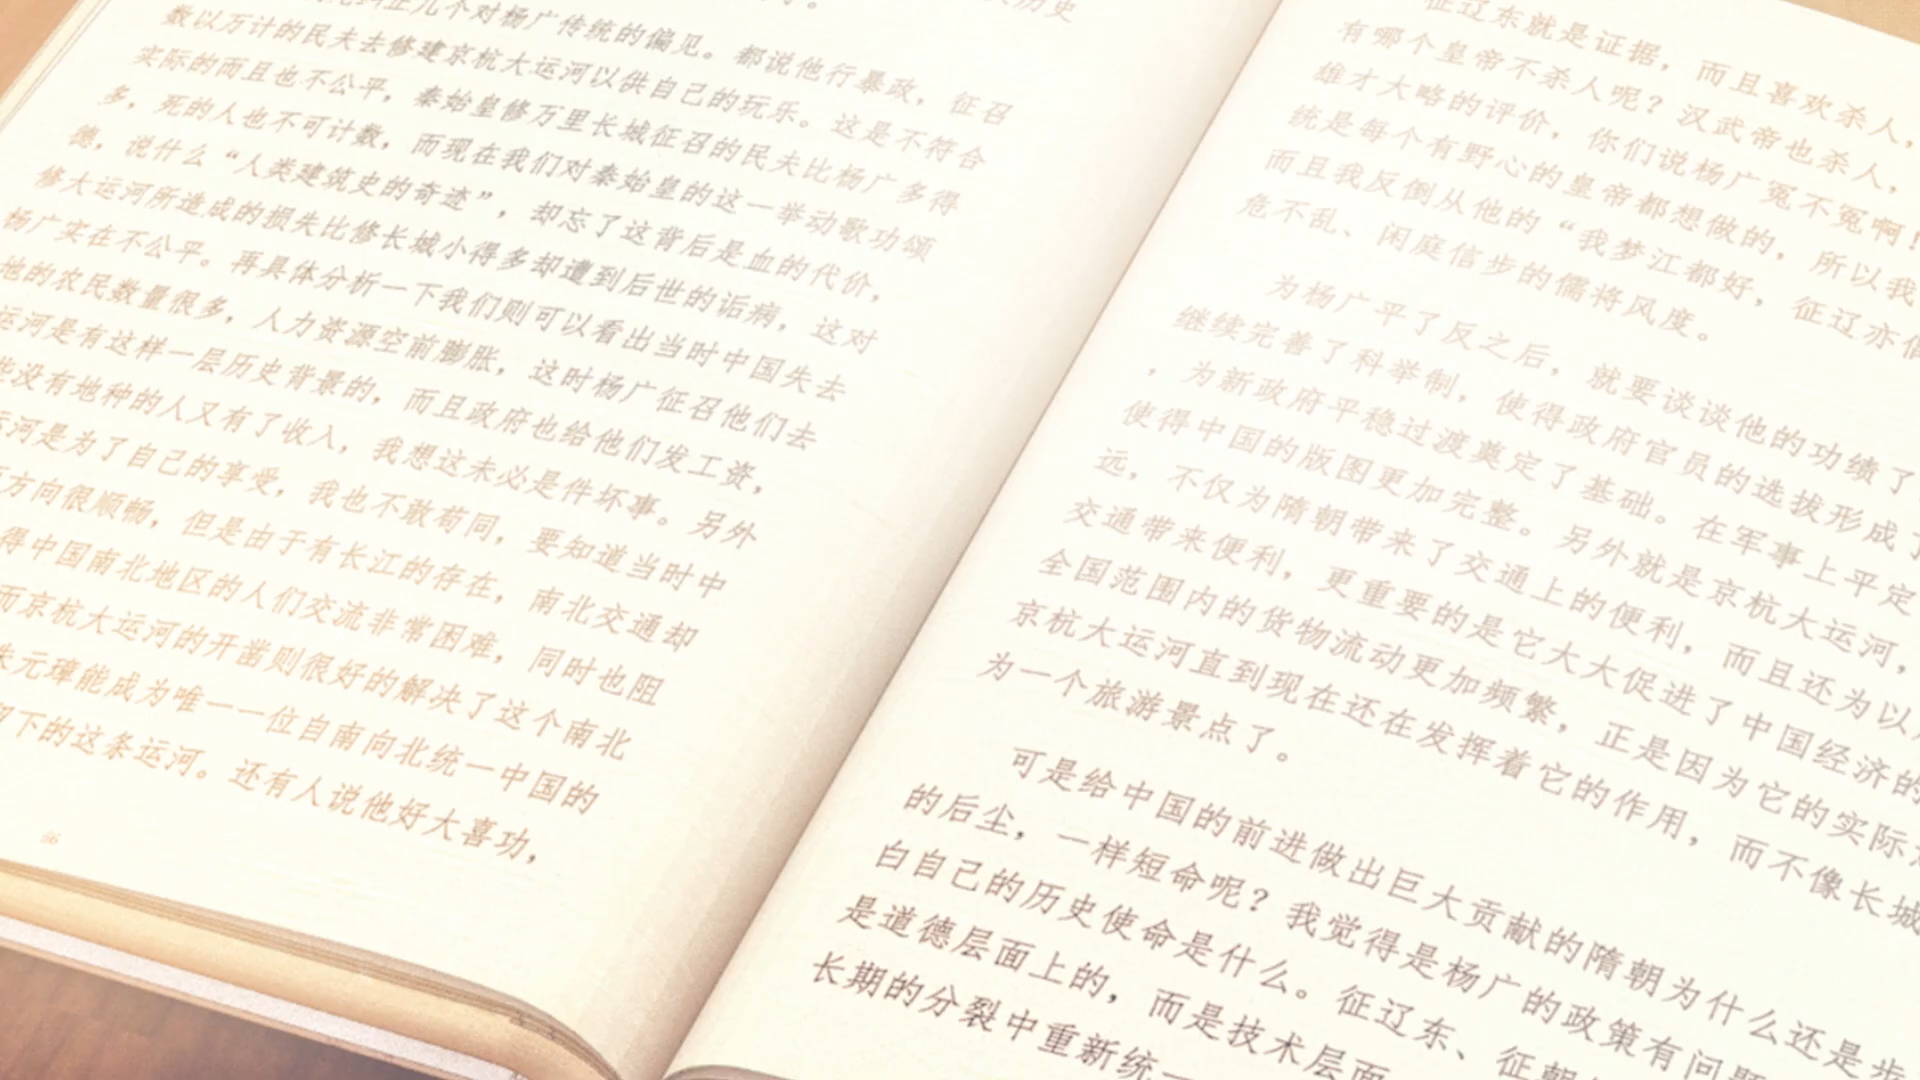 几个对杨广传统的偏见。都说他行暴政，征召
数以万计的民夫去修建京杭大运河以供自己的玩乐。这是不符合
实际的而且也不公平，秦始皇修万里长城征召的民夫比杨广多得
多，死的人也不可计数，而现在我们对秦始皇的这一举动歌功颂
德，说什么“人类建筑史的奇迹”，却忘了这背后是血的代价，
修大运河所造成的损失比修长城小得多却遭到后世的诟病，这对
杨广实在不公平。再具体分析一下我们则可以看出当时中国失去
地的农民数量很多，人力资源空前膨胀，这时杨广征召他们去
运河是有这样一层历史背景的，而且政府也给他们发工资，
些没有地种的人又有了收入，我想这未必是件坏事。另外
运河是为了自己的享受，我也不敢苟同，要知道当时中
方向很顺畅，但是由于有长江的存在，南北交通却
得中国南北地区的人们交流非常困难，同时也阻
而京杭大运河的开凿则很好的解决了这个南北
朱元璋能成为唯一一位自南向北统一中国的
留下的这条运河。还有人说他好大喜功，
征辽东就是证据，而且喜欢杀人，
有哪个皇帝不杀人呢？汉武帝也杀人，
雄才大略的评价，你们说杨广冤不冤啊！
统是每个有野心的皇帝都想做的，所以我
而且我反倒从他的“我梦江都好，征辽亦偶
危不乱、闲庭信步的儒将风度。
为杨广平了反之后，就要谈谈他的功绩了
继续完善了科举制，使得政府官员的选拔形成了
，为新政府平稳过渡奠定了基础。在军事上平定
使得中国的版图更加完整。另外就是京杭大运河，
远，不仅为隋朝带来了交通上的便利，而且还为以
交通带来便利，更重要的是它大大促进了中国经济的
全国范围内的货物流动更加频繁，正是因为它的实际
京杭大运河直到现在还在发挥着它的作用，而不像长城
为一个旅游景点了。
可是给中国的前进做出巨大贡献的隋朝为什么还是步
的后尘，一样短命呢？我觉得是杨广的政策有问题
白自己的历史使命是什么。征辽东、征朝
是道德层面上的，而是技术层面
长期的分裂中重新统一